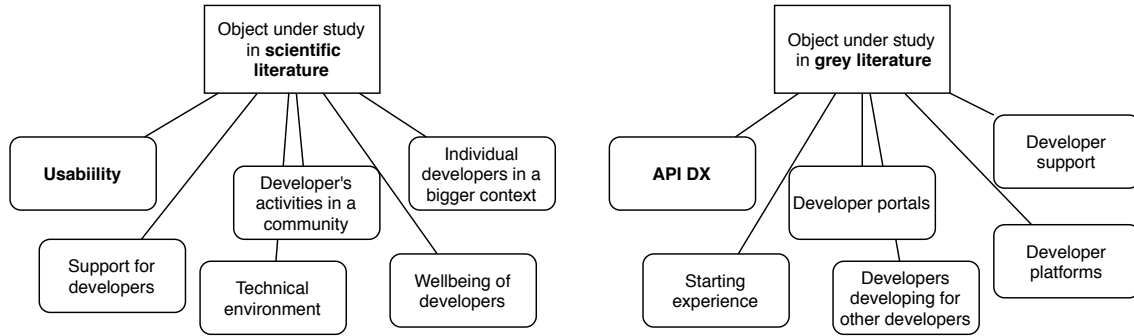 Object under study
in scientific
literature
Usabiility
Support for
developers
Developer's
activities in a
community
Technical
environment
Wellbeing of
developers
Individual
developers in a
bigger context
Object under study
in grey literature
API DX
Starting
experience
Developer portals
Developers
developing for
other developers
Developer
platforms
Developer
support